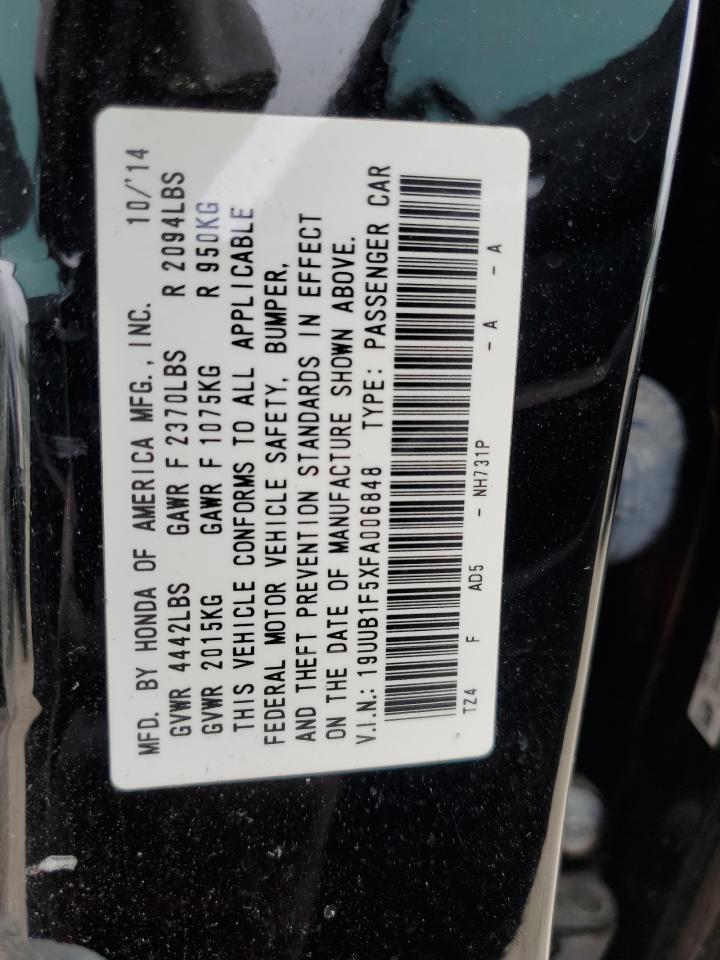 MFD. BY HONDA OF AMERICA MFG., INC. 10/'14
GVWR 4442LBS GAWR F 2370LBS R 2094LBS
GVWR 2015KG GAWR F 1075KG R 950KG
THIS VEHICLE CONFORMS TO ALL APPLICABLE
FEDERAL MOTOR VEHICLE SAFETY, BUMPER,
AND THEFT PREVENTION STANDARDS IN EFFECT
ON THE DATE OF MANUFACTURE SHOWN ABOVE.
V.I.N.: 19UUB1F5XFA006848 TYPE: PASSENGER CAR
TZ4 F AD5 - NH731P - A - A